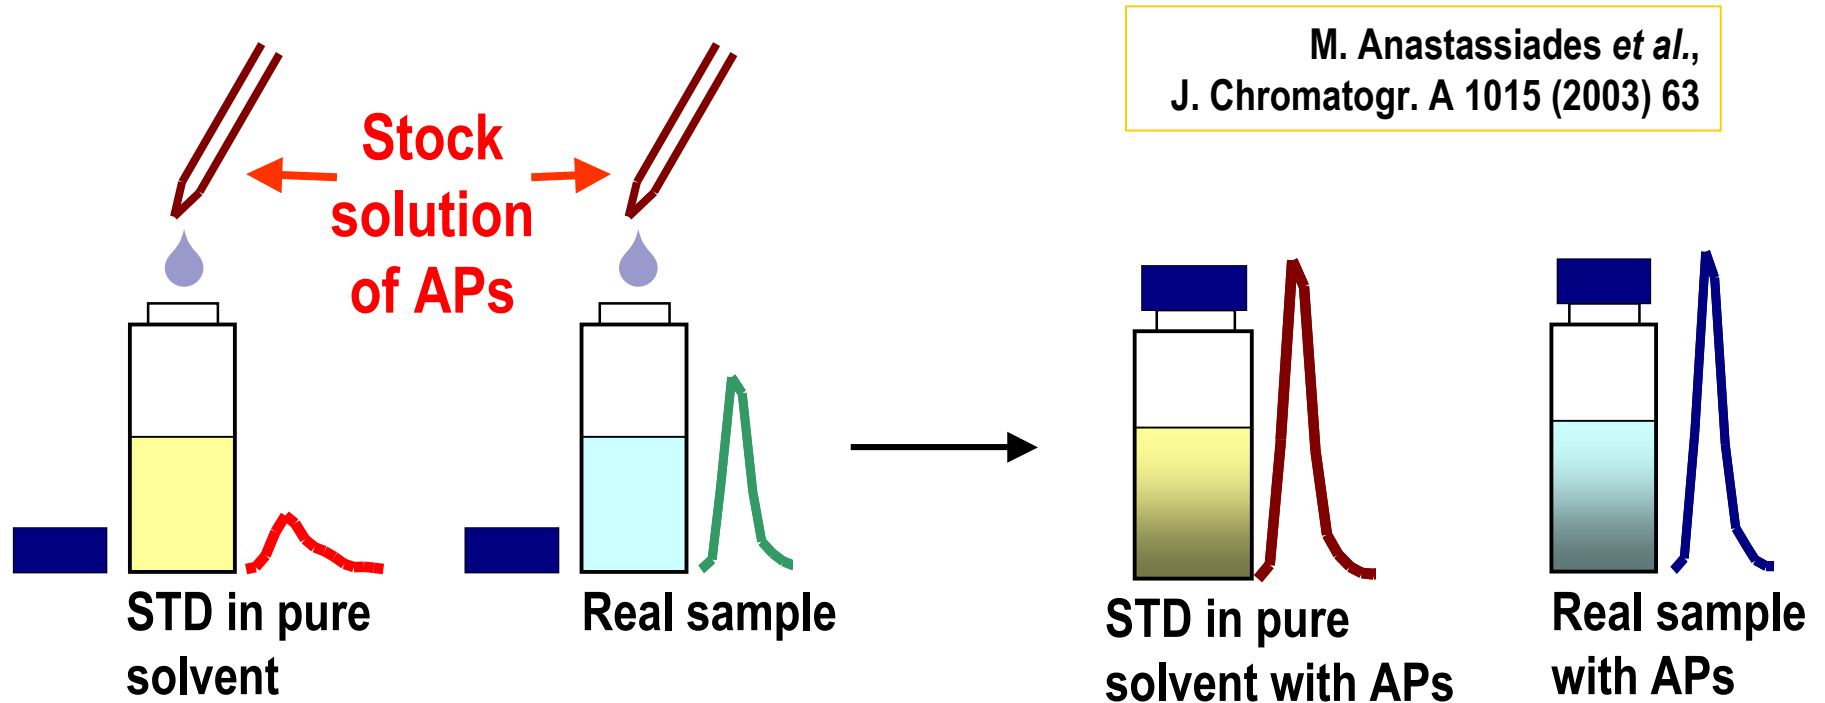 M. Anastassiades et al.,
J. Chromatogr. A 1015 (2003) 63
Stock
solution
of APs
STD in pure
solvent
Real sample
STD in pure
solvent with APs
Real sample
with APs